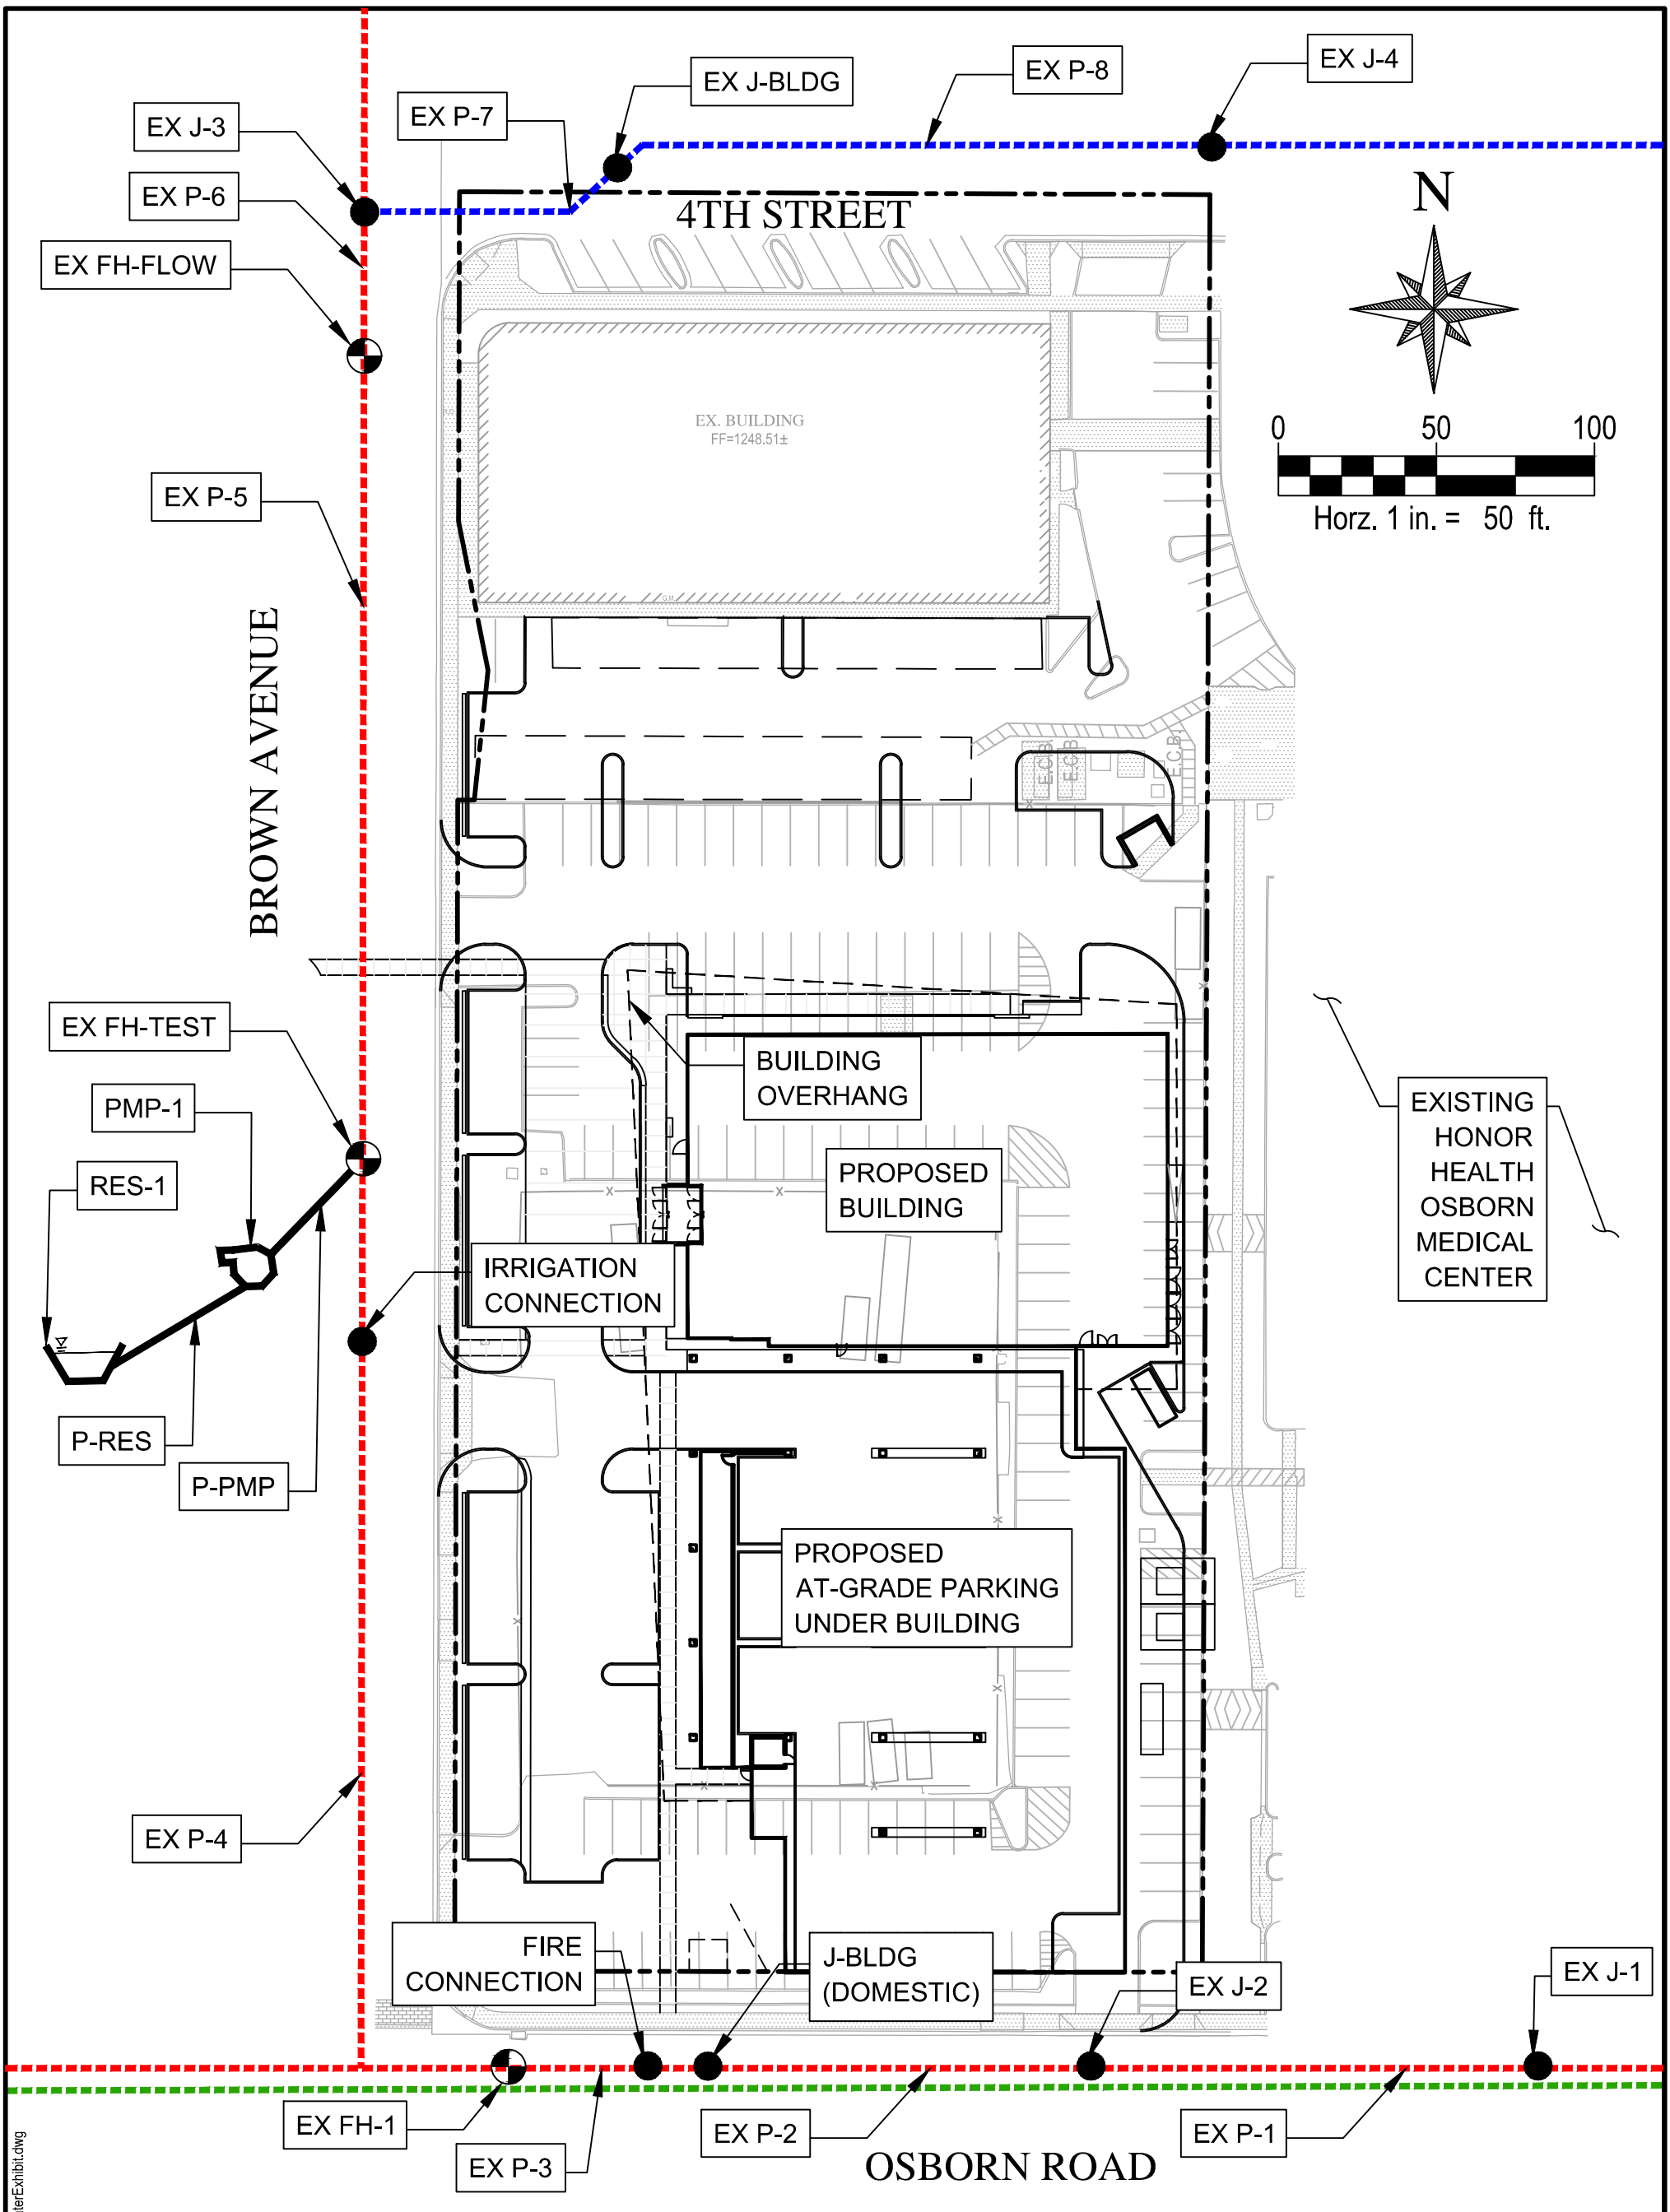 EX J-BLDG
EX P-8
EX J-4
EX P-7
EX J-3
EX P-6
EX FH-FLOW
4TH STREET
N
EX. BUILDING
FF=1248.51±
0 50 100
Horz. 1 in. = 50 ft.
EX P-5
G.M.
BROWN AVENUE
E.C.B.
E.C.B
E.C.B.
EX FH-TEST
PMP-1
RES-1
BUILDING
OVERHANG
PROPOSED
BUILDING
EXISTING
HONOR
HEALTH
OSBORN
MEDICAL
CENTER
IRRIGATION
CONNECTION
P-RES
P-PMP
PROPOSED
AT-GRADE PARKING
UNDER BUILDING
EX P-4
FIRE
CONNECTION
J-BLDG
(DOMESTIC)
EX J-2
EX J-1
EX FH-1
EX P-3
EX P-2
EX P-1
OSBORN ROAD
terExhibit.dwg